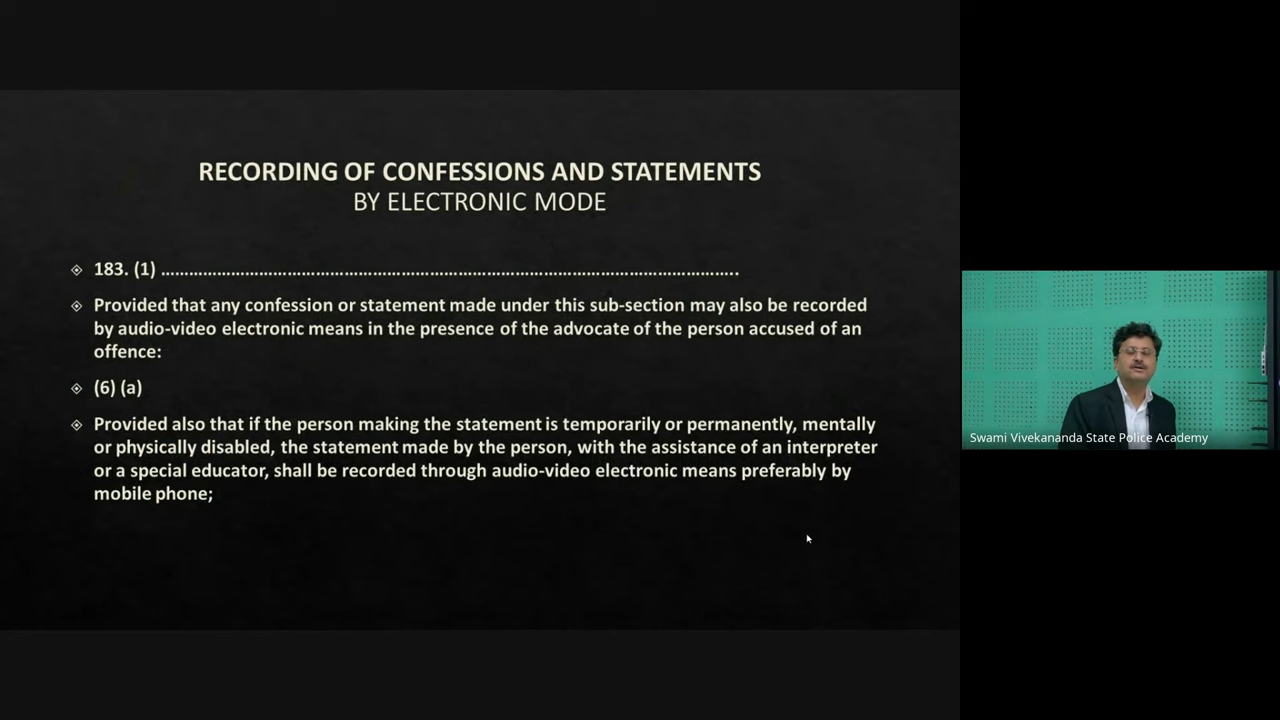 RECORDING OF CONFESSIONS AND STATEMENTS
BY ELECTRONIC MODE
183. (1) ………………………………………………………………………………………………………..
Provided that any confession or statement made under this sub-section may also be recorded
by audio-video electronic means in the presence of the advocate of the person accused of an
offence:
(6) (a)
Provided also that if the person making the statement is temporarily or permanently, mentally
or physically disabled, the statement made by the person, with the assistance of an interpreter
or a special educator, shall be recorded through audio-video electronic means preferably by
mobile phone;
Swami Vivekananda State Police Academy